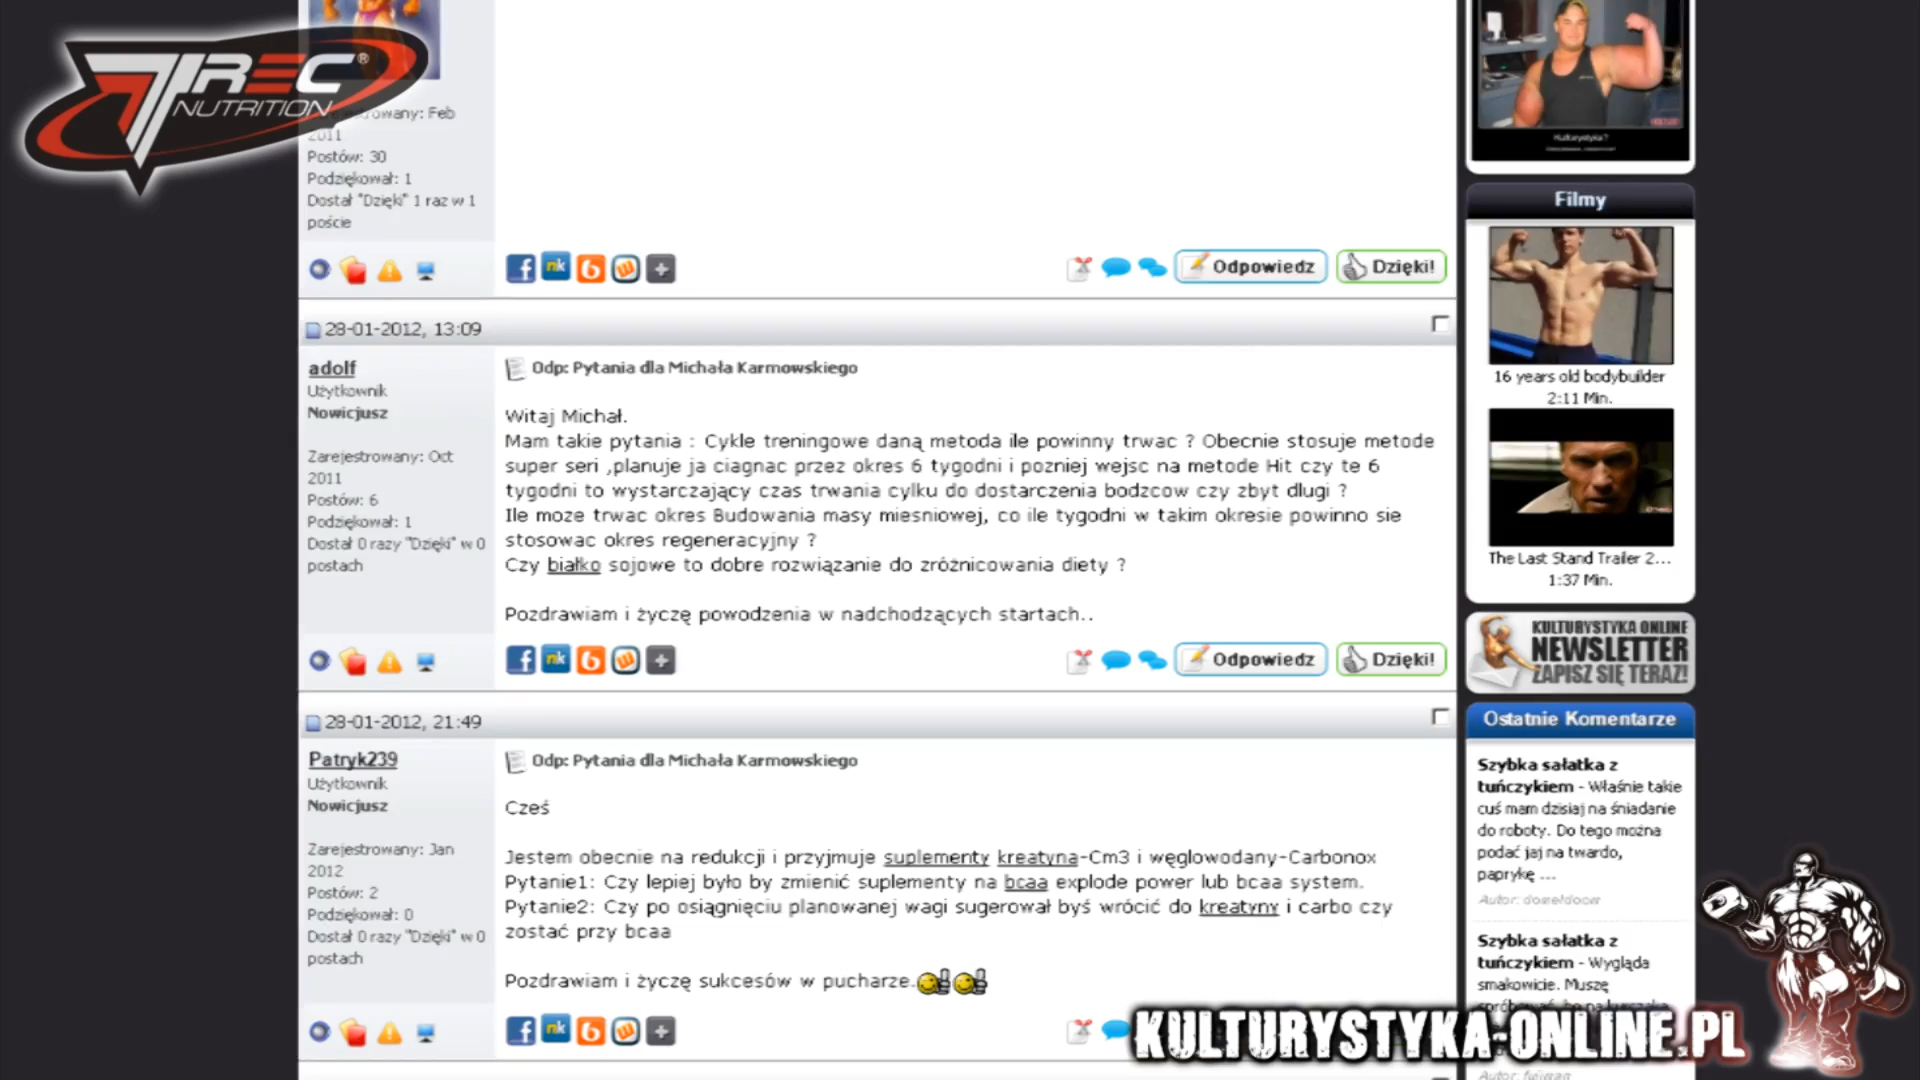 TREC®
NUTRITION
Zarejestrowany: Feb
2011
Postów: 30
Podziękował: 1
Dostał "Dzięki" 1 raz w 1
poście
Odpowiedz
Dzięki!
28-01-2012, 13:09
adolf
Użytkownik
Nowicjusz
Zarejestrowany: Oct
2011
Postów: 6
Podziękował: 1
Dostał 0 razy "Dzięki" w 0
postach
Odp: Pytania dla Michała Karmowskiego
Witaj Michał.
Mam takie pytania : Cykle treningowe daną metoda ile powinny trwac ? Obecnie stosuje metode
super seri ,planuje ja ciagnac przez okres 6 tygodni i pozniej wejsc na metode Hit czy te 6
tygodni to wystarczający czas trwania cylku do dostarczenia bodzcow czy zbyt dlugi ?
Ile moze trwac okres Budowania masy miesniowej, co ile tygodni w takim okresie powinno sie
stosowac okres regeneracyjny ?
Czy białko sojowe to dobre rozwiązanie do zróżnicowania diety ?
Pozdrawiam i życzę powodzenia w nadchodzących startach..
Odpowiedz
Dzięki!
28-01-2012, 21:49
Patryk239
Użytkownik
Nowicjusz
Zarejestrowany: Jan
2012
Postów: 2
Podziękował: 0
Dostał 0 razy "Dzięki" w 0
postach
Odp: Pytania dla Michała Karmowskiego
Cześ
Jestem obecnie na redukcji i przyjmuje suplementy kreatyna-Cm3 i węglowodany-Carbonox
Pytanie1: Czy lepiej było by zmienić suplementy na bcaa explode power lub bcaa system.
Pytanie2: Czy po osiągnięciu planowanej wagi sugerował byś wrócić do kreatyny i carbo czy
zostać przy bcaa
Pozdrawiam i życzę sukcesów w pucharze.
Kulturystyka?
Filmy
16 years old bodybuilder
2:11 Min.
The Last Stand Trailer 2...
1:37 Min.
KULTURYSTYKA ONLINE
NEWSLETTER
ZAPISZ SIĘ TERAZ!
Ostatnie Komentarze
Szybka sałatka z
tuńczykiem - Właśnie takie
cuś mam dzisiaj na śniadanie
do roboty. Do tego można
podać jaj na twardo,
paprykę ...
Autor:
Szybka sałatka z
tuńczykiem - Wygląda
smakowicie. Muszę
KULTURYSTYKA-ONLINE.PL
Autor: